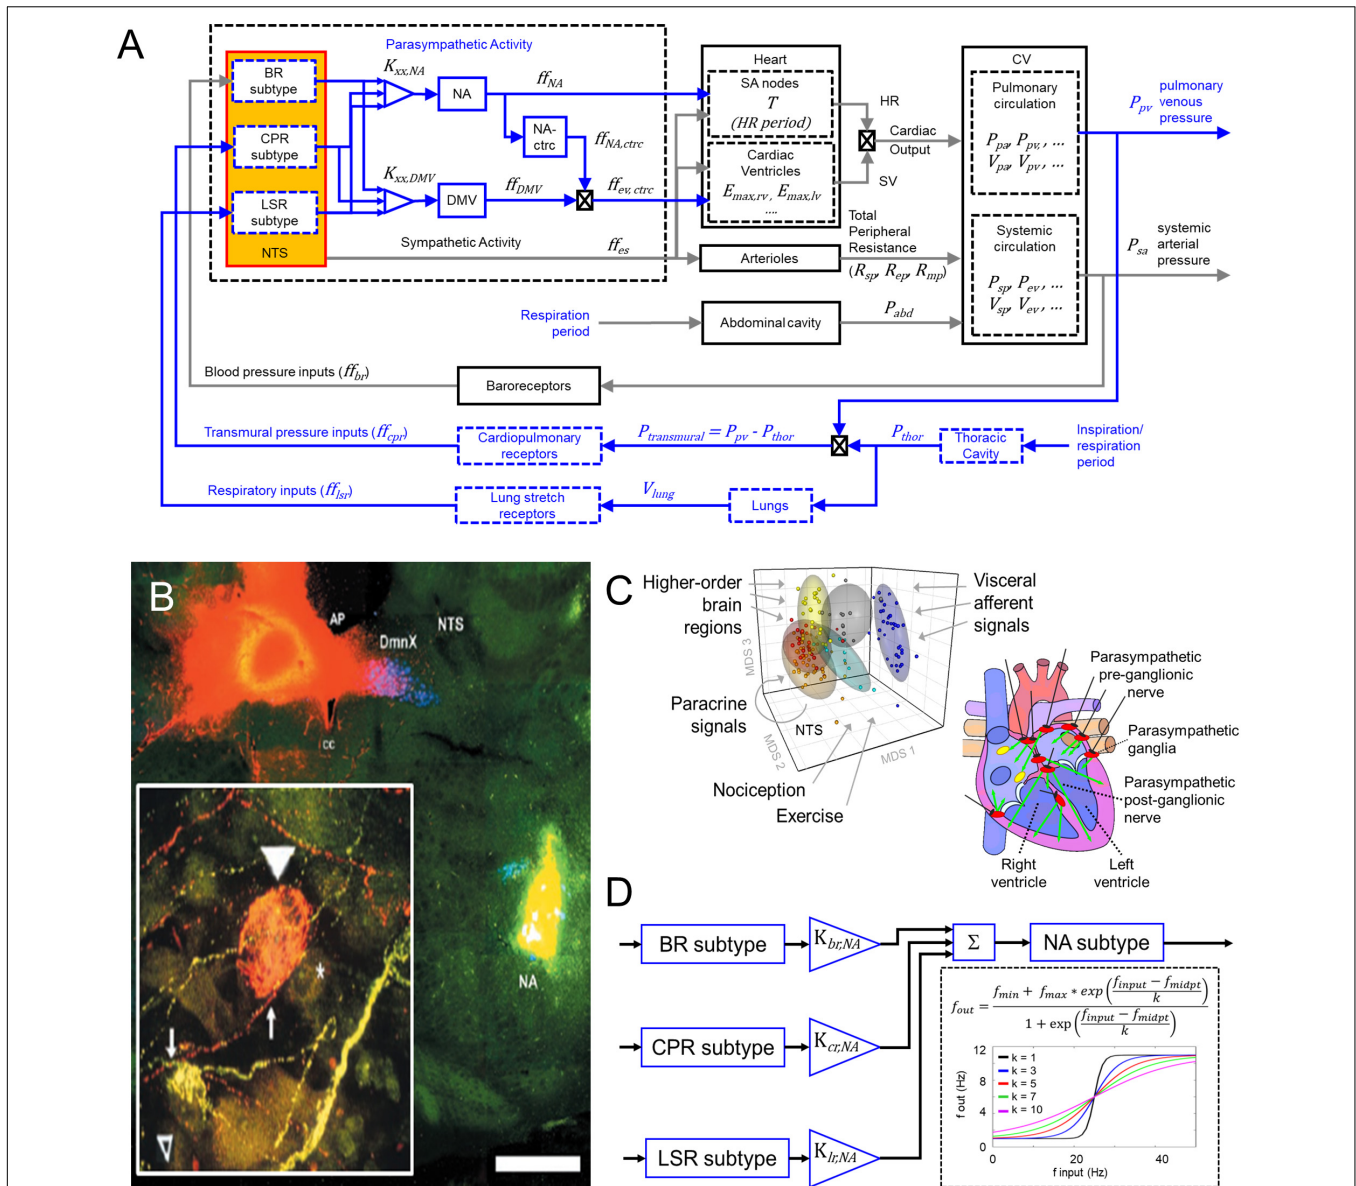 A
Parasympathetic Activity
BR
subtype
CPR
subtype
LSR
subtype
NTS
K_xx,NA
NA
ff_NA
NA-
ctrc
ff_NA,ctrc
K_xx,DMV
DMV
ff_DMV
ff_ev, ctrc
Sympathetic Activity
ff_es
Heart
SA nodes
T
(HR period)
Cardiac
Ventricles
E_max,rv, E_max,lv
....
HR
Cardiac
Output
SV
Total
Peripheral
Resistance
(R_sp, R_ep, R_mp)
Arterioles
Respiration
period
Abdominal cavity
P_abd
CV
Pulmonary
circulation
P_pa, P_pv, , ...
V_pa, V_pv , ...
Systemic
circulation
P_sp, P_ev , ...
V_sp, V_ev , ...
P_pv
pulmonary
venous
pressure
P_sa
systemic
arterial
pressure
Blood pressure inputs (ff_br)
Baroreceptors
Transmural pressure inputs (ff_cpr)
Cardiopulmonary
receptors
P_transmural = P_pv - P_thor
P_thor
Thoracic
Cavity
Inspiration/
respiration
period
Respiratory inputs (ff_lsr)
Lung stretch
receptors
V_lung
Lungs
B
AP
NTS
DmnX
cc
NA
*
C
Higher-order
brain
regions
Visceral
afferent
signals
Paracrine
signals
MDS 3
MDS 2
MDS 1
NTS
Nociception
Exercise
Parasympathetic
pre-ganglionic
nerve
Parasympathetic
ganglia
Parasympathetic
post-ganglionic
nerve
Right
ventricle
Left
ventricle
D
BR subtype
K_br,NA
Σ
NA subtype
CPR subtype
K_cr,NA
LSR subtype
K_lr,NA
f_out = (f_min + f_max * exp((f_input − f_midpt)/k)) / (1 + exp((f_input − f_midpt)/k))
f out (Hz)
12
8
4
0
k = 1
k = 3
k = 5
k = 7
k = 10
0
20
40
f input (Hz)